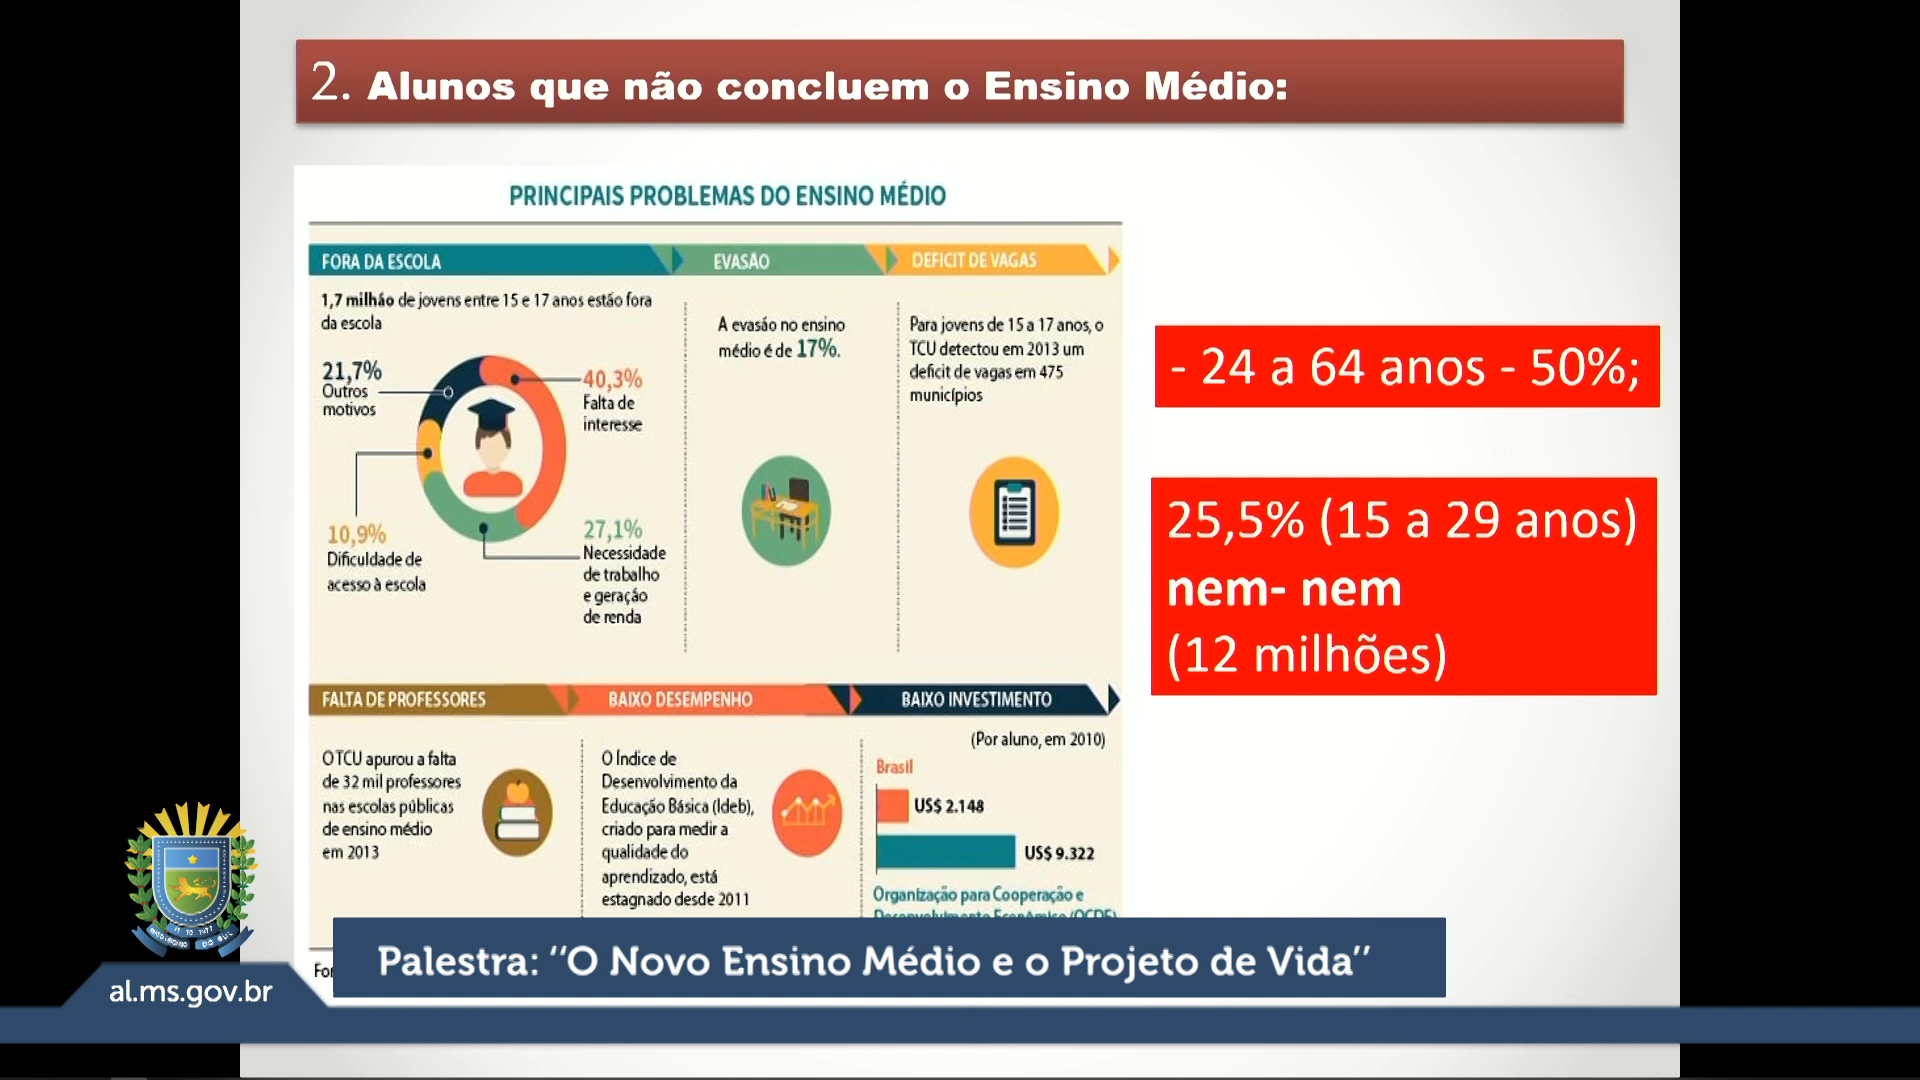 2. Alunos que não concluem o Ensino Médio:
PRINCIPAIS PROBLEMAS DO ENSINO MÉDIO
FORA DA ESCOLA
1,7 milhão de jovens entre 15 e 17 anos estão fora
da escola
21,7%
Outros
motivos
40,3%
Falta de
interesse
10,9%
Dificuldade de
acesso à escola
27,1%
Necessidade
de trabalho
e geração
de renda
EVASÃO
A evasão no ensino
médio é de 17%.
DEFICIT DE VAGAS
Para jovens de 15 a 17 anos, o
TCU detectou em 2013 um
deficit de vagas em 475
municípios
- 24 a 64 anos - 50%;
25,5% (15 a 29 anos)
nem- nem
(12 milhões)
FALTA DE PROFESSORES
O TCU apurou a falta
de 32 mil professores
nas escolas públicas
de ensino médio
em 2013
BAIXO DESEMPENHO
O Índice de
Desenvolvimento da
Educação Básica (Ideb),
criado para medir a
qualidade do
aprendizado, está
estagnado desde 2011
BAIXO INVESTIMENTO
(Por aluno, em 2010)
Brasil
US$ 2.148
US$ 9.322
Organização para Cooperação e
Desenvolvimento Econômico (OCDE)
Palestra: ‘‘O Novo Ensino Médio e o Projeto de Vida’’
al.ms.gov.br